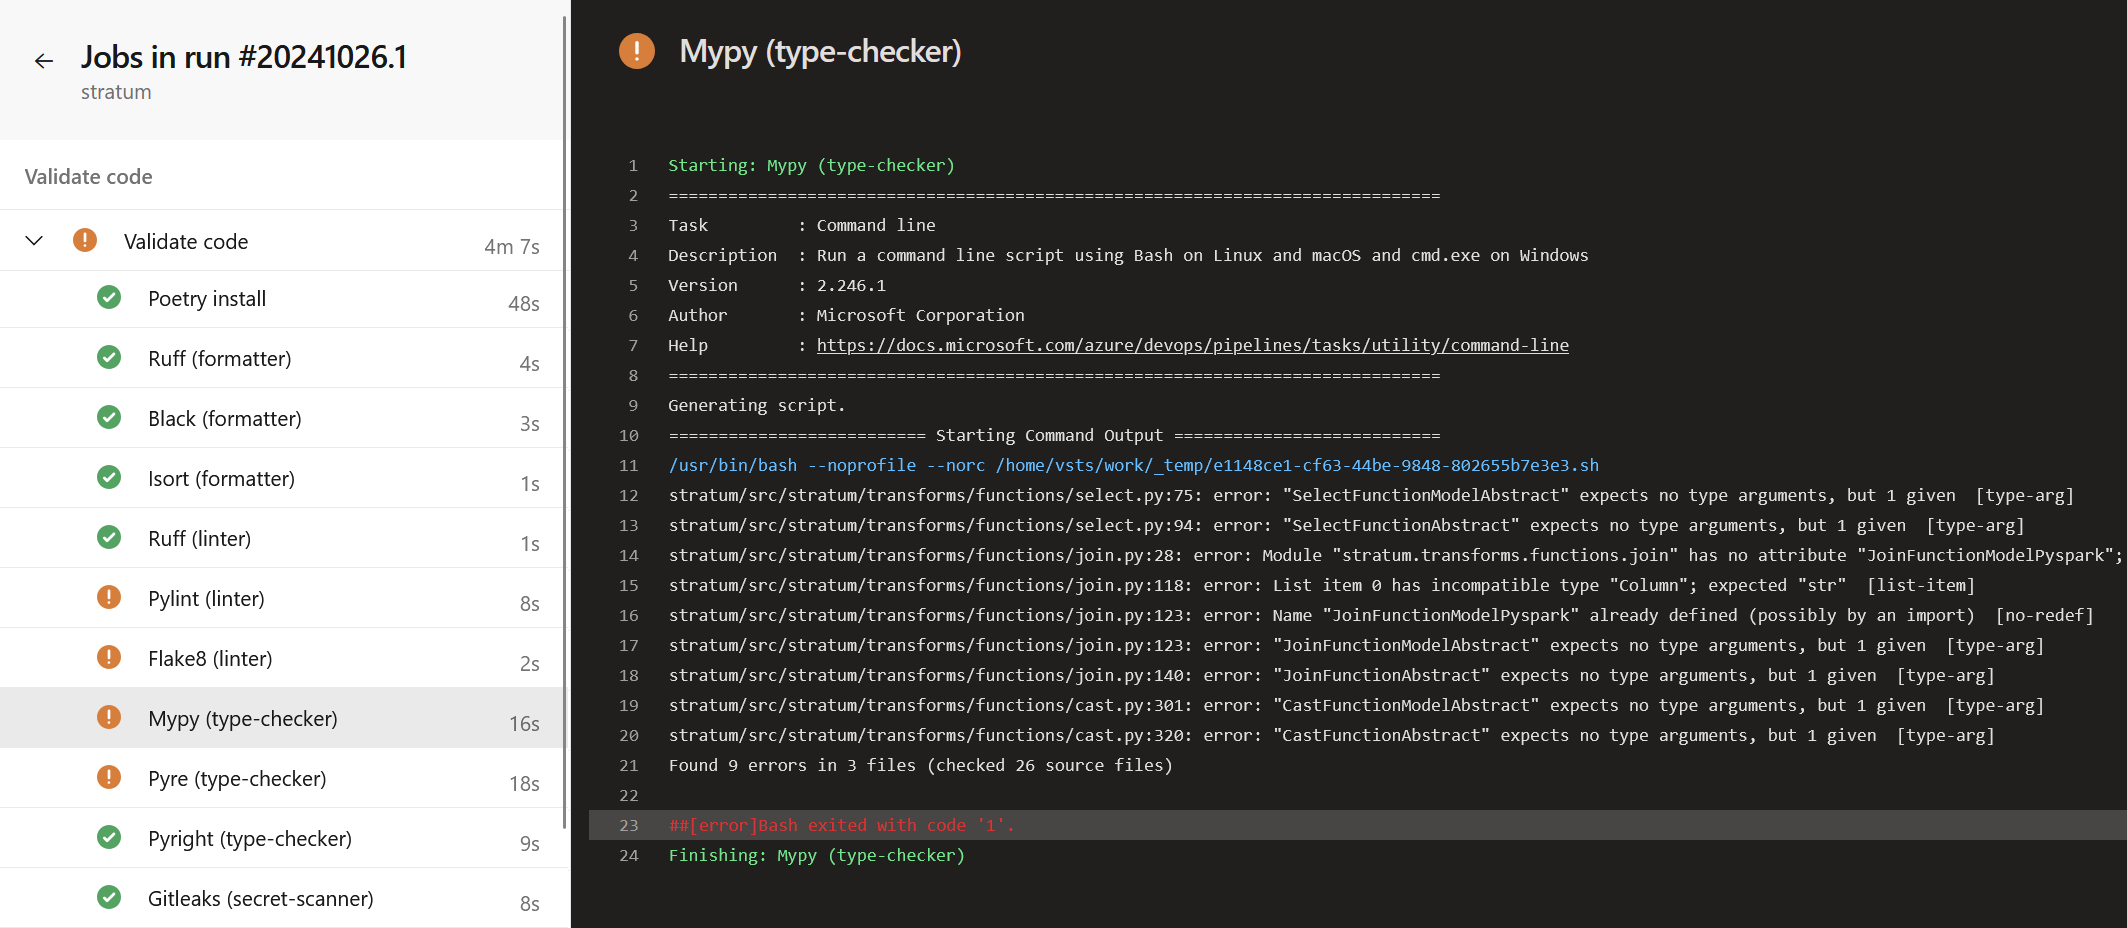 Jobs in run #20241026.1
stratum
Validate code
Validate code 4m 7s
Poetry install 48s
Ruff (formatter) 4s
Black (formatter) 3s
Isort (formatter) 1s
Ruff (linter) 1s
Pylint (linter) 8s
Flake8 (linter) 2s
Mypy (type-checker) 16s
Pyre (type-checker) 18s
Pyright (type-checker) 9s
Gitleaks (secret-scanner) 8s
Mypy (type-checker)
1 Starting: Mypy (type-checker)
2 ==============================================================================
3 Task         : Command line
4 Description  : Run a command line script using Bash on Linux and macOS and cmd.exe on Windows
5 Version      : 2.246.1
6 Author       : Microsoft Corporation
7 Help         : https://docs.microsoft.com/azure/devops/pipelines/tasks/utility/command-line
8 ==============================================================================
9 Generating script.
10 ========================== Starting Command Output ===========================
11 /usr/bin/bash --noprofile --norc /home/vsts/work/_temp/e1148ce1-cf63-44be-9848-802655b7e3e3.sh
12 stratum/src/stratum/transforms/functions/select.py:75: error: "SelectFunctionModelAbstract" expects no type arguments, but 1 given  [type-arg]
13 stratum/src/stratum/transforms/functions/select.py:94: error: "SelectFunctionAbstract" expects no type arguments, but 1 given  [type-arg]
14 stratum/src/stratum/transforms/functions/join.py:28: error: Module "stratum.transforms.functions.join" has no attribute "JoinFunctionModelPyspark";
15 stratum/src/stratum/transforms/functions/join.py:118: error: List item 0 has incompatible type "Column"; expected "str"  [list-item]
16 stratum/src/stratum/transforms/functions/join.py:123: error: Name "JoinFunctionModelPyspark" already defined (possibly by an import)  [no-redef]
17 stratum/src/stratum/transforms/functions/join.py:123: error: "JoinFunctionModelAbstract" expects no type arguments, but 1 given  [type-arg]
18 stratum/src/stratum/transforms/functions/join.py:140: error: "JoinFunctionAbstract" expects no type arguments, but 1 given  [type-arg]
19 stratum/src/stratum/transforms/functions/cast.py:301: error: "CastFunctionModelAbstract" expects no type arguments, but 1 given  [type-arg]
20 stratum/src/stratum/transforms/functions/cast.py:320: error: "CastFunctionAbstract" expects no type arguments, but 1 given  [type-arg]
21 Found 9 errors in 3 files (checked 26 source files)
22
23 ##[error]Bash exited with code '1'.
24 Finishing: Mypy (type-checker)